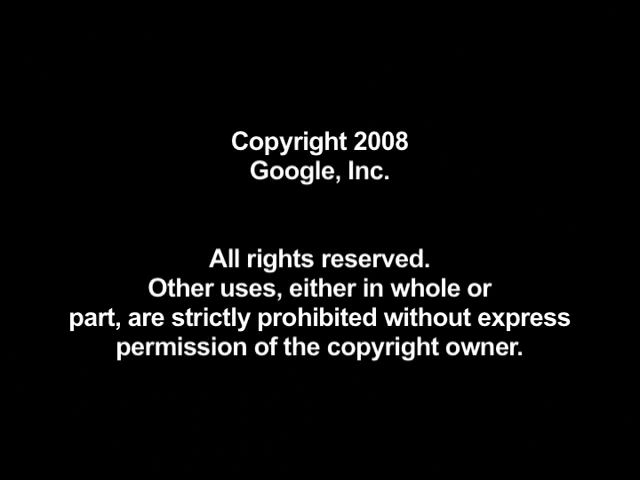 Copyright 2008
Google, Inc.
All rights reserved.
Other uses, either in whole or
part, are strictly prohibited without express
permission of the copyright owner.